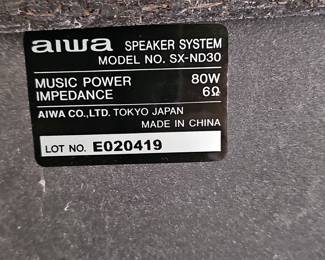 aiwa SPEAKER SYSTEM
MODEL NO. SX-ND30
MUSIC POWER 80W
IMPEDANCE 6Ω
AIWA CO.,LTD. TOKYO JAPAN
MADE IN CHINA
LOT NO. E020419